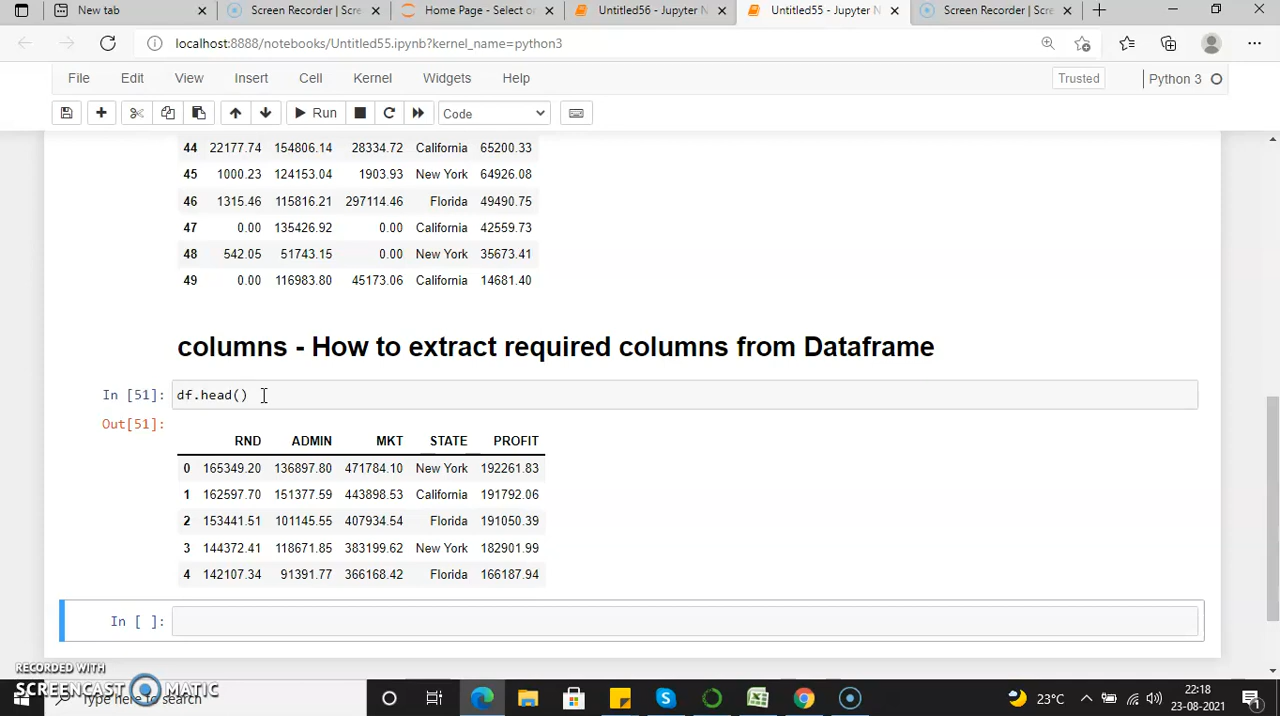 New tab
Screen Recorder | Scre
Home Page - Select o
Untitled56 - Jupyter N
Untitled55 - Jupyter N
Screen Recorder | Scre
localhost:8888/notebooks/Untitled55.ipynb?kernel_name=python3
File Edit View Insert Cell Kernel Widgets Help Trusted Python 3
Run Code
44 22177.74 154806.14 28334.72 California 65200.33
45 1000.23 124153.04 1903.93 New York 64926.08
46 1315.46 115816.21 297114.46 Florida 49490.75
47 0.00 135426.92 0.00 California 42559.73
48 542.05 51743.15 0.00 New York 35673.41
49 0.00 116983.80 45173.06 California 14681.40
columns - How to extract required columns from Dataframe
In [51]: df.head()
Out[51]:
RND ADMIN MKT STATE PROFIT
0 165349.20 136897.80 471784.10 New York 192261.83
1 162597.70 151377.59 443898.53 California 191792.06
2 153441.51 101145.55 407934.54 Florida 191050.39
3 144372.41 118671.85 383199.62 New York 182901.99
4 142107.34 91391.77 366168.42 Florida 166187.94
In [ ]:
RECORDED WITH
SCREENCAST MATIC
Type here to search
23°C
22:18
23-08-2021
1